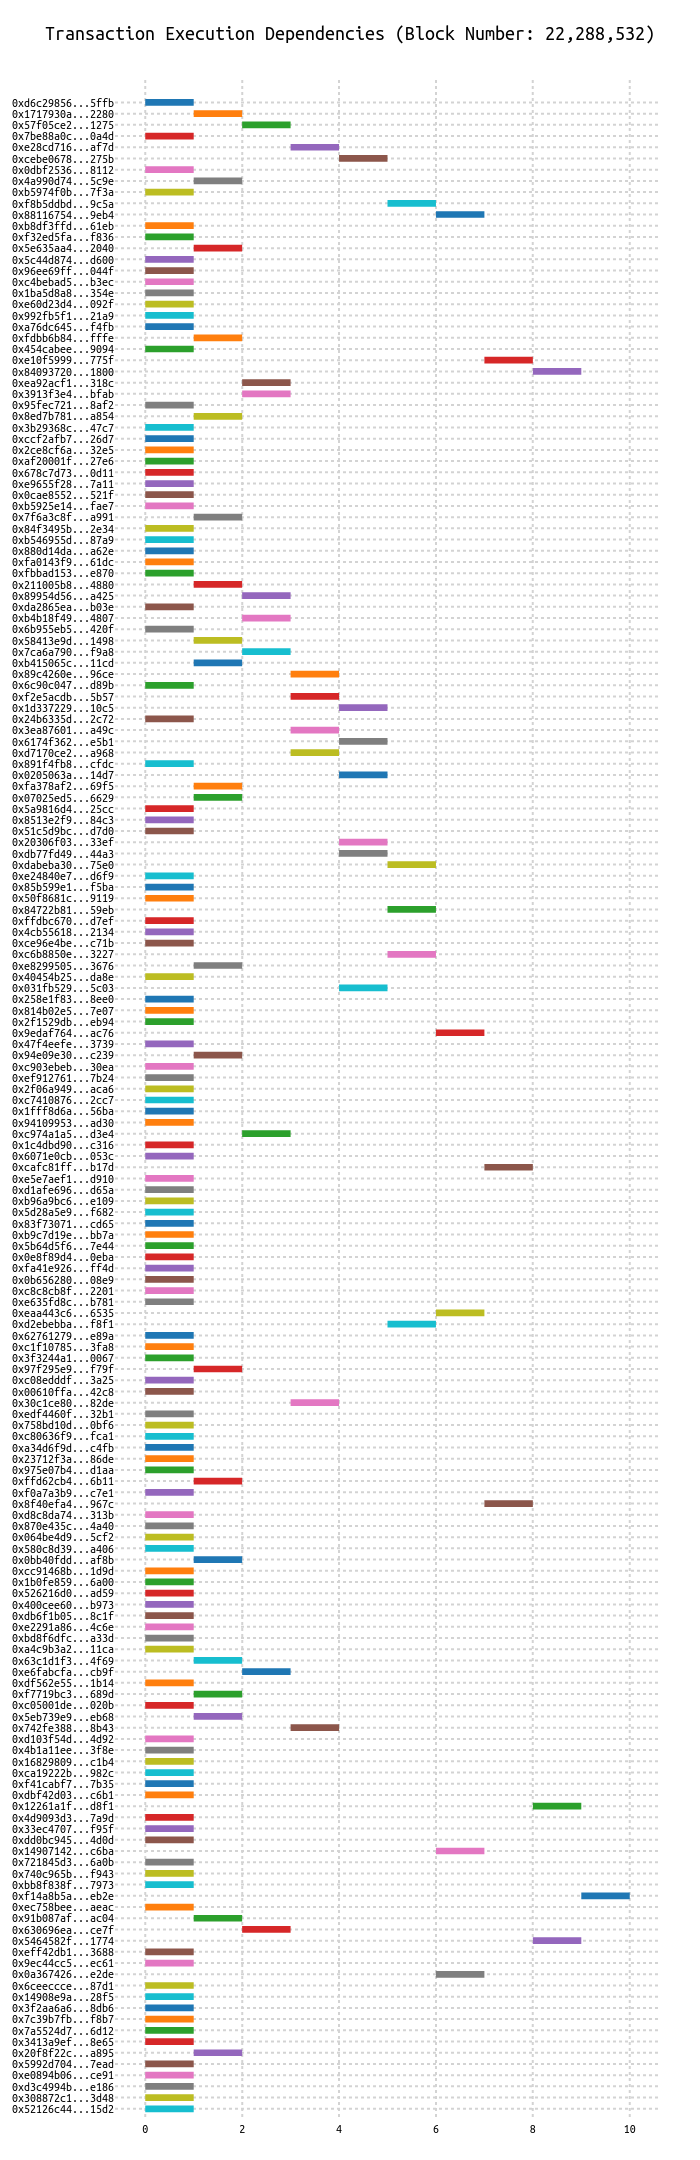 Transaction Execution Dependencies (Block Number: 22,288,532)
0xd6c29856...5ffb
0x1717930a...2280
0x57f05ce2...1275
0x7be88a0c...0a4d
0xe28cd716...af7d
0xcebe0678...275b
0x0dbf2536...8112
0x4a990d74...5c9e
0xb5974f0b...7f3a
0xf8b5ddbd...9c5a
0x88116754...9eb4
0xb8df3ffd...61eb
0xf32ed5fa...f836
0x5e635aa4...2040
0x5c44d874...d600
0x96ee69ff...044f
0xc4bebad5...b3ec
0x1ba5d8a8...354e
0xe60d23d4...092f
0x992fb5f1...21a9
0xa76dc645...f4fb
0xfdbb6b84...fffe
0x454cabee...9094
0xe10f5999...775f
0x84093720...1800
0xea92acf1...318c
0x3913f3e4...bfab
0x95fec721...8af2
0x8ed7b781...a854
0x3b29368c...47c7
0xccf2afb7...26d7
0x2ce8cf6a...32e5
0xaf20001f...27e6
0x678c7d73...0d11
0xe9655f28...7a11
0x0cae8552...521f
0xb5925e14...fae7
0x7f6a3c8f...a991
0x84f3495b...2e34
0xb546955d...87a9
0x880d14da...a62e
0xfa0143f9...61dc
0xfbbad153...e870
0x211005b8...4880
0x89954d56...a425
0xda2865ea...b03e
0xb4b18f49...4807
0x6b955eb5...420f
0x58413e9d...1498
0x7ca6a790...f9a8
0xb415065c...11cd
0x89c4260e...96ce
0x6c90c047...d89b
0xf2e5acdb...5b57
0x1d337229...10c5
0x24b6335d...2c72
0x3ea87601...a49c
0x6174f362...e5b1
0xd7170ce2...a968
0x891f4fb8...cfdc
0x0205063a...14d7
0xfa378af2...69f5
0x07025ed5...6629
0x5a9816d4...25cc
0x8513e2f9...84c3
0x51c5d9bc...d7d0
0x20306f03...33ef
0xdb77fd49...44a3
0xdabeba30...75e0
0xe24840e7...d6f9
0x85b599e1...f5ba
0x50f8681c...9119
0x84722b81...59eb
0xffdbc670...d7ef
0x4cb55618...2134
0xce96e4be...c71b
0xc6b8850e...3227
0xe8299505...3676
0x40454b25...da8e
0x031fb529...5c03
0x258e1f83...8ee0
0x814b02e5...7e07
0x2f1529db...eb94
0x9edaf764...ac76
0x47f4eefe...3739
0x94e09e30...c239
0xc903ebeb...30ea
0xef912761...7b24
0x2f06a949...aca6
0xc7410876...2cc7
0x1fff8d6a...56ba
0x94109953...ad30
0xc974a1a5...d3e4
0x1c4dbd90...c316
0x6071e0cb...053c
0xcafc81ff...b17d
0xe5e7aef1...d910
0xd1afe696...d65a
0xb96a9bc6...e109
0x5d28a5e9...f682
0x83f73071...cd65
0xb9c7d19e...bb7a
0x5b64d5f6...7e44
0x0e8f89d4...0eba
0xfa41e926...ff4d
0x0b656280...08e9
0xc8c8cb8f...2201
0xe635fd8c...b781
0xeaa443c6...6535
0xd2ebebba...f8f1
0x62761279...e89a
0xc1f10785...3fa8
0x3f3244a1...0067
0x97f295e9...f79f
0xc08edddf...3a25
0x00610ffa...42c8
0x30c1ce80...82de
0xedf4460f...32b1
0x758bd10d...0bf6
0xc80636f9...fca1
0xa34d6f9d...c4fb
0x23712f3a...86de
0x975e07b4...d1aa
0xffd62cb4...6b11
0xf0a7a3b9...c7e1
0x8f40efa4...967c
0xd8c8da74...313b
0x870e435c...4a40
0x064be4d9...5cf2
0x580c8d39...a406
0x0bb40fdd...af8b
0xcc91468b...1d9d
0x1b0fe859...6a00
0x526216d0...ad59
0x400cee60...b973
0xdb6f1b05...8c1f
0xe2291a86...4c6e
0xbd8f6dfc...a33d
0xa4c9b3a2...11ca
0x63c1d1f3...4f69
0xe6fabcfa...cb9f
0xdf562e55...1b14
0xf7719bc3...689d
0xc05001de...020b
0x5eb739e9...eb68
0x742fe388...8b43
0xd103f54d...4d92
0x4b1a11ee...3f8e
0x16829809...c1b4
0xca19222b...982c
0xf41cabf7...7b35
0xdbf42d03...c6b1
0x12261a1f...d8f1
0x4d9093d3...7a9d
0x33ec4707...f95f
0xdd0bc945...4d0d
0x14907142...c6ba
0x721845d3...6a0b
0x740c965b...f943
0xbb8f838f...7973
0xf14a8b5a...eb2e
0xec758bee...aeac
0x91b087af...ac04
0x630696ea...ce7f
0x5464582f...1774
0xeff42db1...3688
0x9ec44cc5...ec61
0x0a367426...e2de
0x6ceeccce...87d1
0x14908e9a...28f5
0x3f2aa6a6...8db6
0x7c39b7fb...f8b7
0x7a5524d7...6d12
0x3413a9ef...8e65
0x20f8f22c...a895
0x5992d704...7ead
0xe0894b06...ce91
0xd3c4994b...e186
0x308872c1...3d48
0x52126c44...15d2
0 2 4 6 8 10